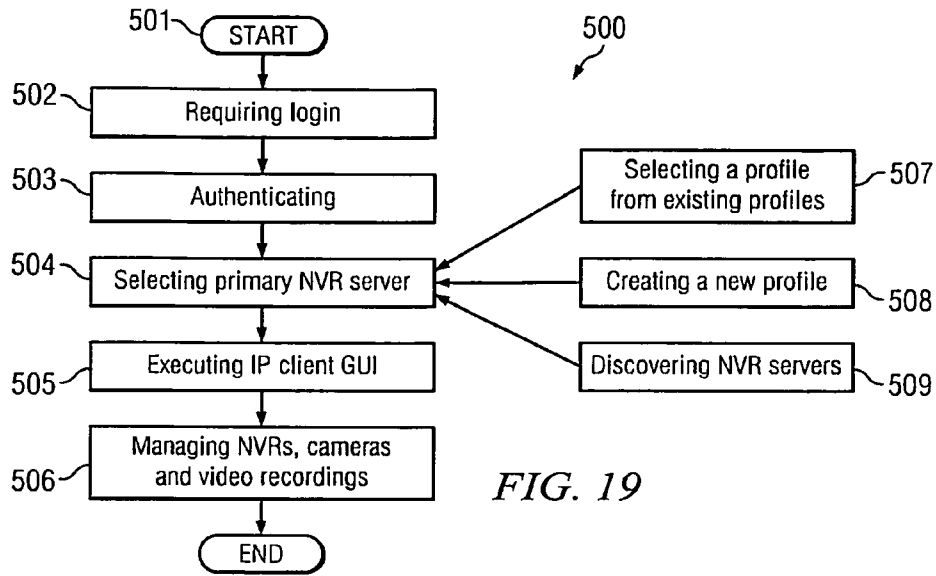 501
START
500
502
Requiring login
503
Authenticating
Selecting a profile
from existing profiles
507
504
Selecting primary NVR server
Creating a new profile
508
505
Executing IP client GUI
Discovering NVR servers
509
506
Managing NVRs, cameras
and video recordings
FIG. 19
END